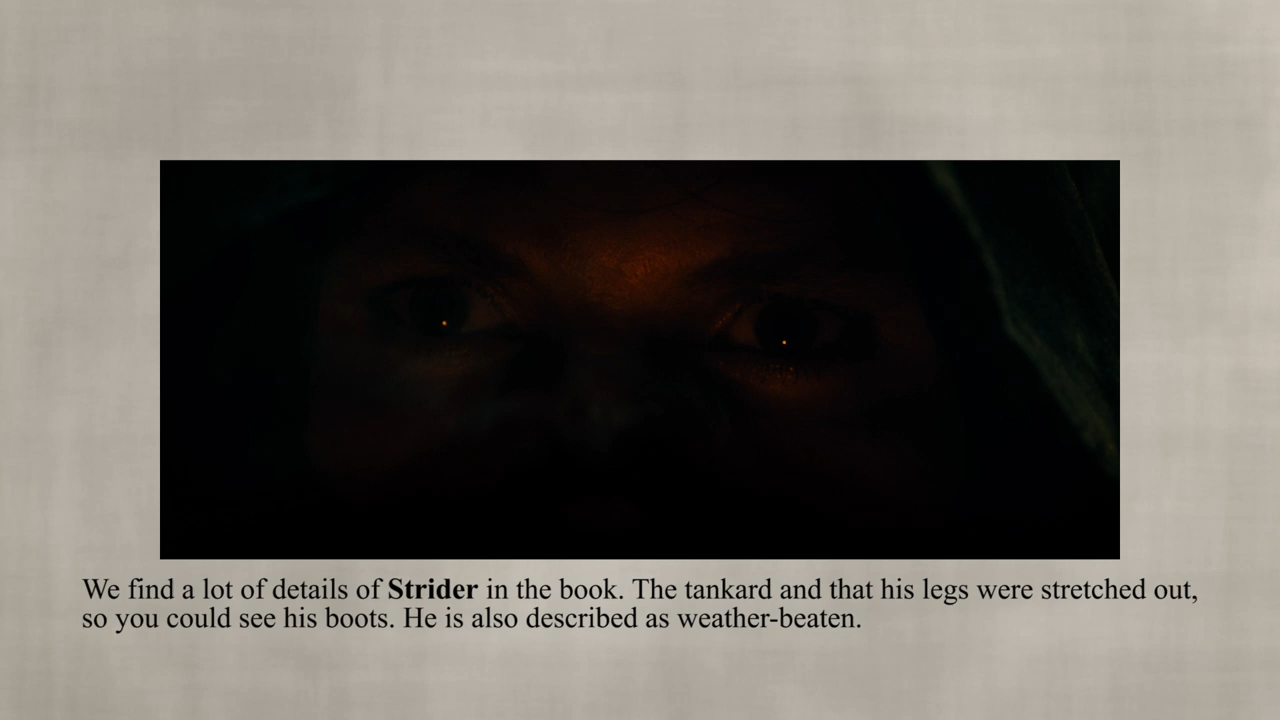 We find a lot of details of Strider in the book. The tankard and that his legs were stretched out,
so you could see his boots. He is also described as weather-beaten.